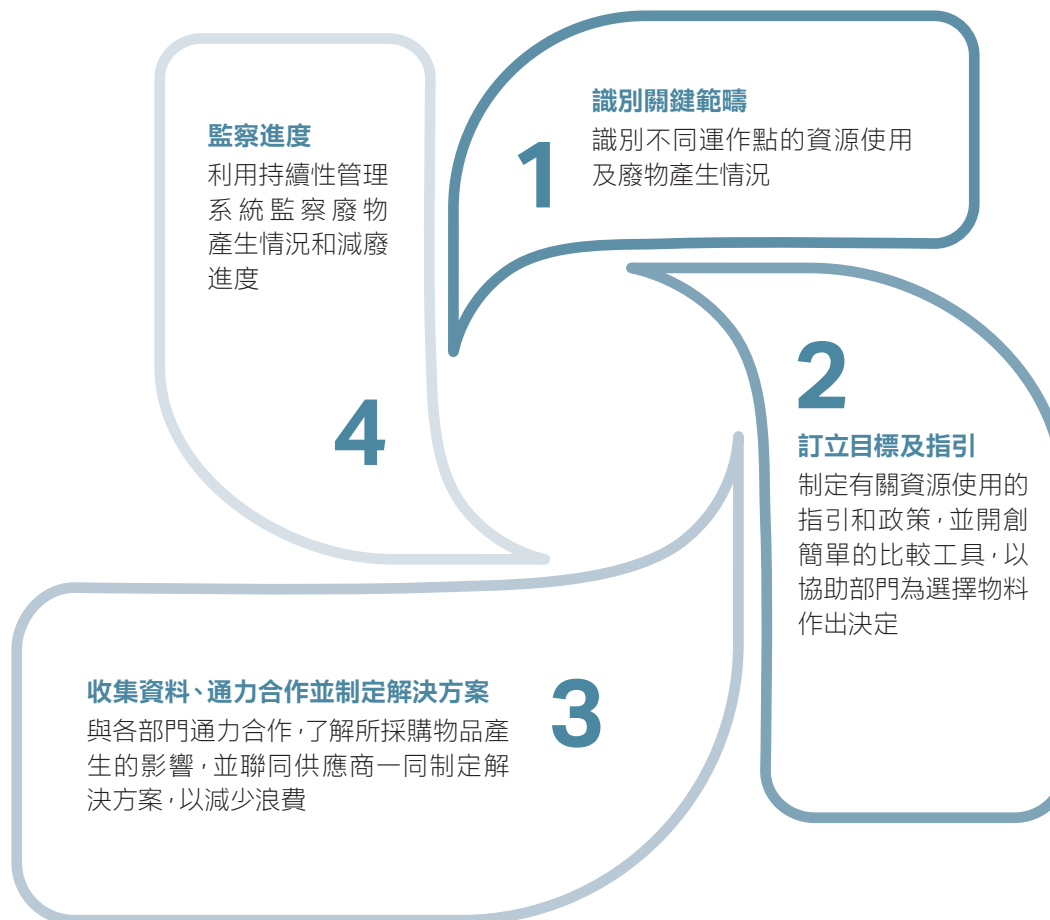 1
識別關鍵範疇
識別不同運作點的資源使用
及廢物產生情況
2
訂立目標及指引
制定有關資源使用的
指引和政策，並開創
簡單的比較工具，以
協助部門為選擇物料
作出決定
3
收集資料、通力合作並制定解決方案
與各部門通力合作，了解所採購物品產
生的影響，並聯同供應商一同制定解
決方案，以減少浪費
4
監察進度
利用持續性管理
系統監察廢物
產生情況和減廢
進度